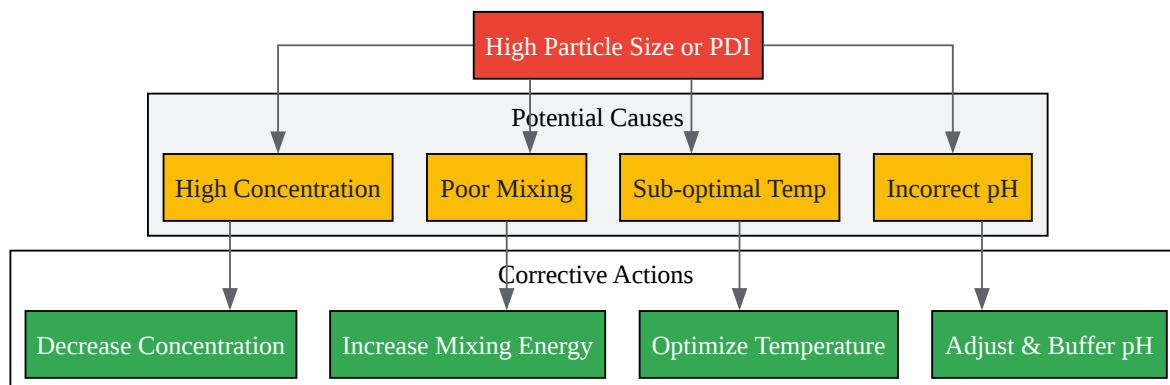 High Particle Size or PDI
Potential Causes
High Concentration
Poor Mixing
Sub-optimal Temp
Incorrect pH
Corrective Actions
Decrease Concentration
Increase Mixing Energy
Optimize Temperature
Adjust & Buffer pH